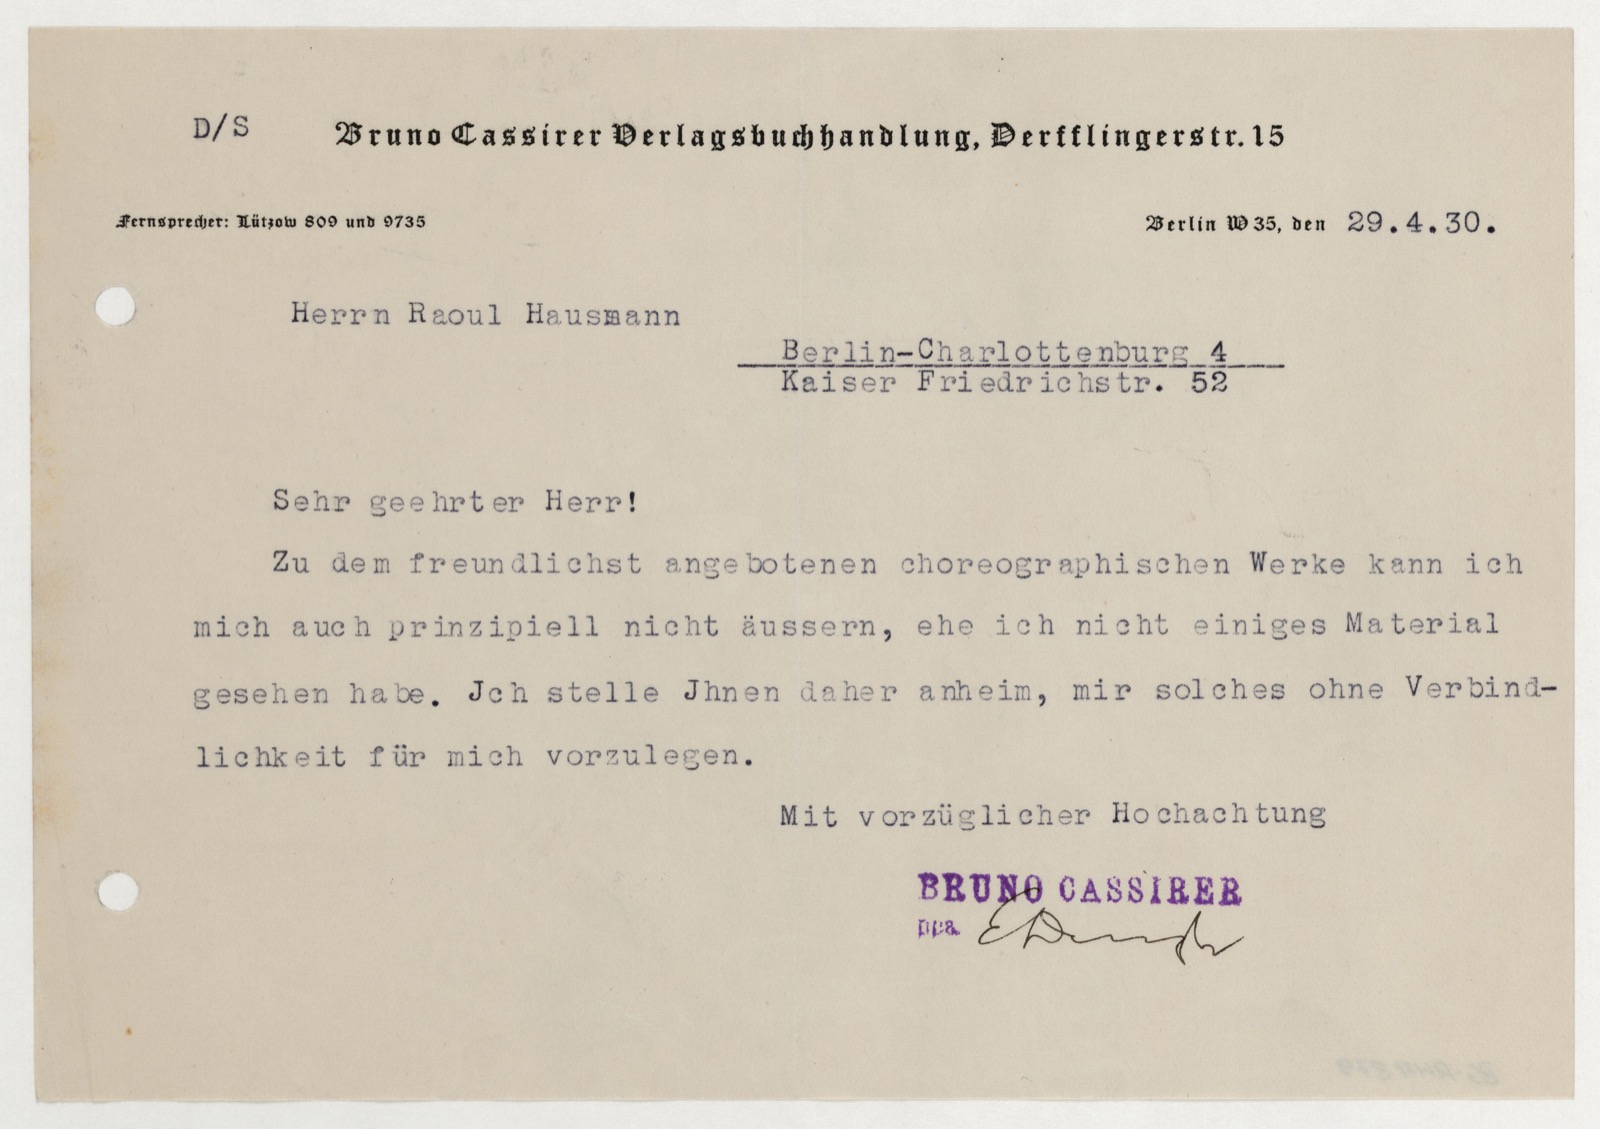 D/S Bruno Cassirer Verlagsbuchhandlung, Derfflingerstr. 15
Fernsprecher: Lützow 809 und 9735
Berlin W 35, den 29.4.30.
Herrn Raoul Hausmann
Berlin-Charlottenburg 4
Kaiser Friedrichstr. 52
Sehr geehrter Herr!
Zu dem freundlichst angebotenen choreographischen Werke kann ich
mich auch prinzipiell nicht äussern, ehe ich nicht einiges Material
gesehen habe. Jch stelle Jhnen daher anheim, mir solches ohne Verbind-
lichkeit für mich vorzulegen.
Mit vorzüglicher Hochachtung
BRUNO CASSIRER
ppa.